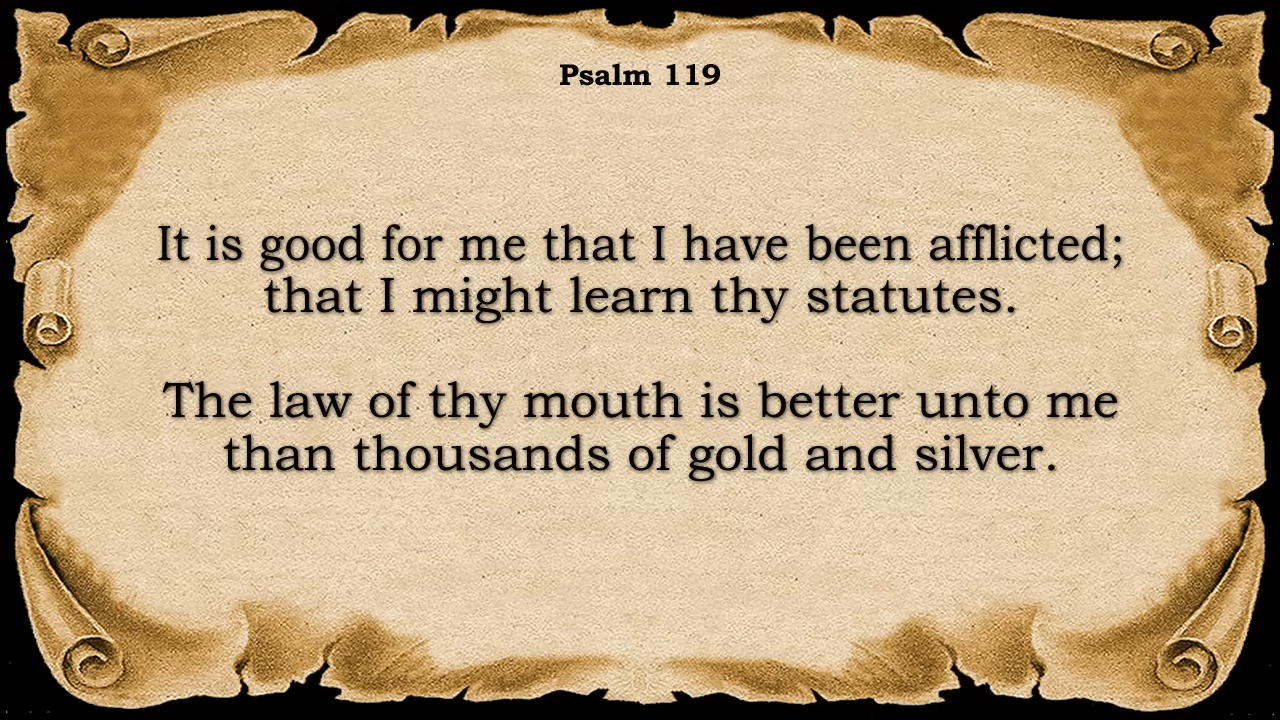 Psalm 119
It is good for me that I have been afflicted;
that I might learn thy statutes.
The law of thy mouth is better unto me
than thousands of gold and silver.